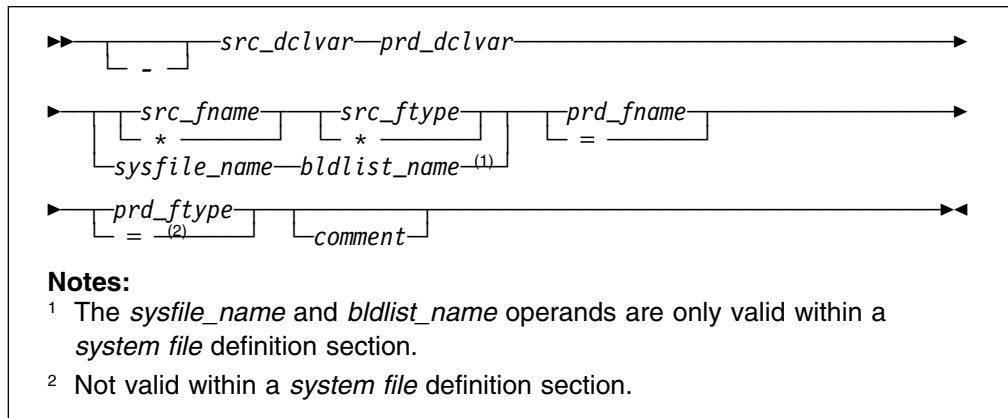 src_dclvar prd_dclvar
-
src_fname src_ftype prd_fname
* * =
sysfile_name bldlist_name (1)
prd_ftype
= (2) comment
Notes:
1 The sysfile_name and bldlist_name operands are only valid within a
system file definition section.
2 Not valid within a system file definition section.